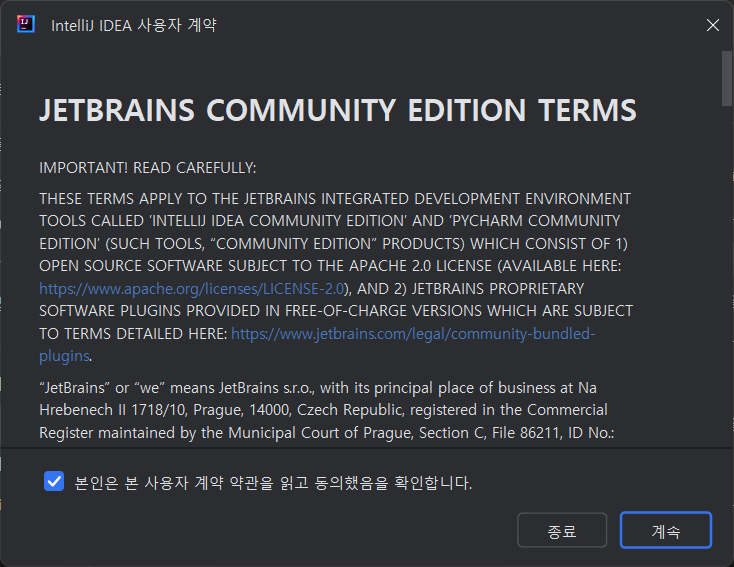 IntelliJ IDEA 사용자 계약
JETBRAINS COMMUNITY EDITION TERMS
IMPORTANT! READ CAREFULLY:
THESE TERMS APPLY TO THE JETBRAINS INTEGRATED DEVELOPMENT ENVIRONMENT
TOOLS CALLED ‘INTELLIJ IDEA COMMUNITY EDITION’ AND ‘PYCHARM COMMUNITY
EDITION’ (SUCH TOOLS, “COMMUNITY EDITION” PRODUCTS) WHICH CONSIST OF 1)
OPEN SOURCE SOFTWARE SUBJECT TO THE APACHE 2.0 LICENSE (AVAILABLE HERE:
https://www.apache.org/licenses/LICENSE-2.0), AND 2) JETBRAINS PROPRIETARY
SOFTWARE PLUGINS PROVIDED IN FREE-OF-CHARGE VERSIONS WHICH ARE SUBJECT
TO TERMS DETAILED HERE: https://www.jetbrains.com/legal/community-bundled-
plugins.
“JetBrains” or “we” means JetBrains s.r.o., with its principal place of business at Na
Hrebenech II 1718/10, Prague, 14000, Czech Republic, registered in the Commercial
Register maintained by the Municipal Court of Prague, Section C, File 86211, ID No.:
본인은 본 사용자 계약 약관을 읽고 동의했음을 확인합니다.
종료
계속